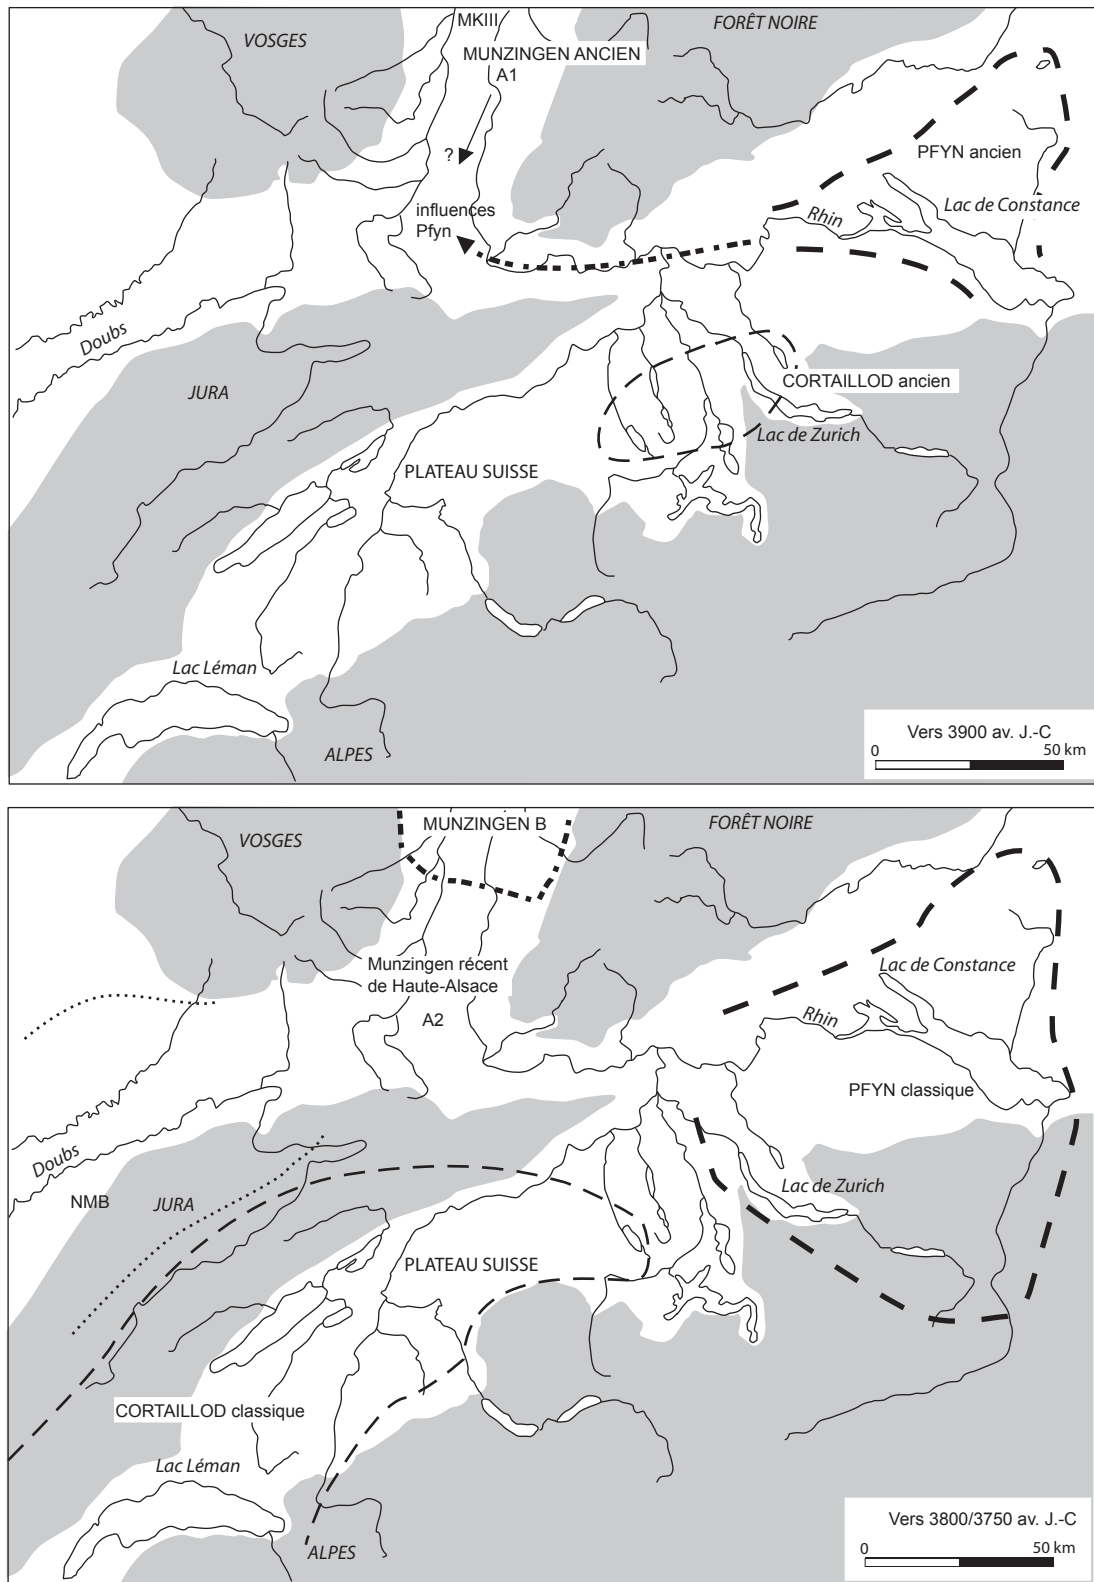 MKIII
VOSGES
FORÊT NOIRE
MUNZINGEN ANCIEN
A1
?
PFYN ancien
influences
Pfyn
Rhin
Lac de Constance
Doubs
JURA
CORTAILLOD ancien
Lac de Zurich
PLATEAU SUISSE
Lac Léman
ALPES
Vers 3900 av. J.-C
0
50 km
MUNZINGEN B
FORÊT NOIRE
VOSGES
Munzingen récent
de Haute-Alsace
Lac de Constance
A2
Rhin
PFYN classique
Doubs
NMB
JURA
Lac de Zurich
PLATEAU SUISSE
CORTAILLOD classique
Lac Léman
ALPES
Vers 3800/3750 av. J.-C
0
50 km